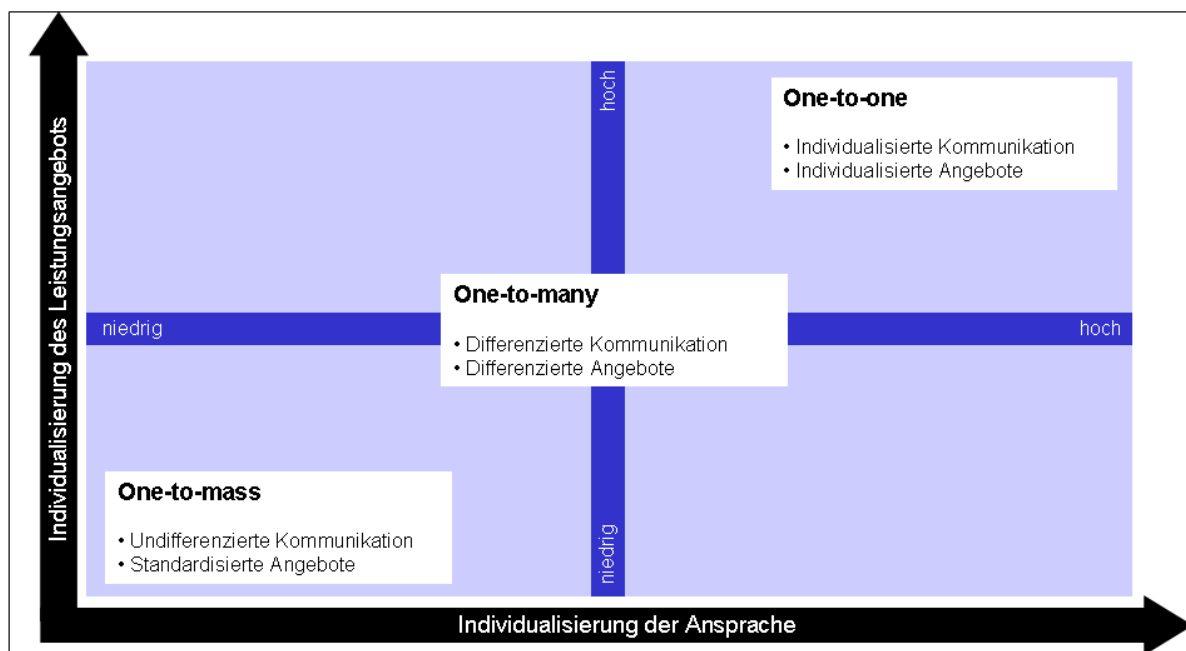 Individualisierung des Leistungsangebots
hoch
One-to-one
• Individualisierte Kommunikation
• Individualisierte Angebote
One-to-many
niedrig
hoch
• Differenzierte Kommunikation
• Differenzierte Angebote
One-to-mass
• Undifferenzierte Kommunikation
• Standardisierte Angebote
niedrig
Individualisierung der Ansprache